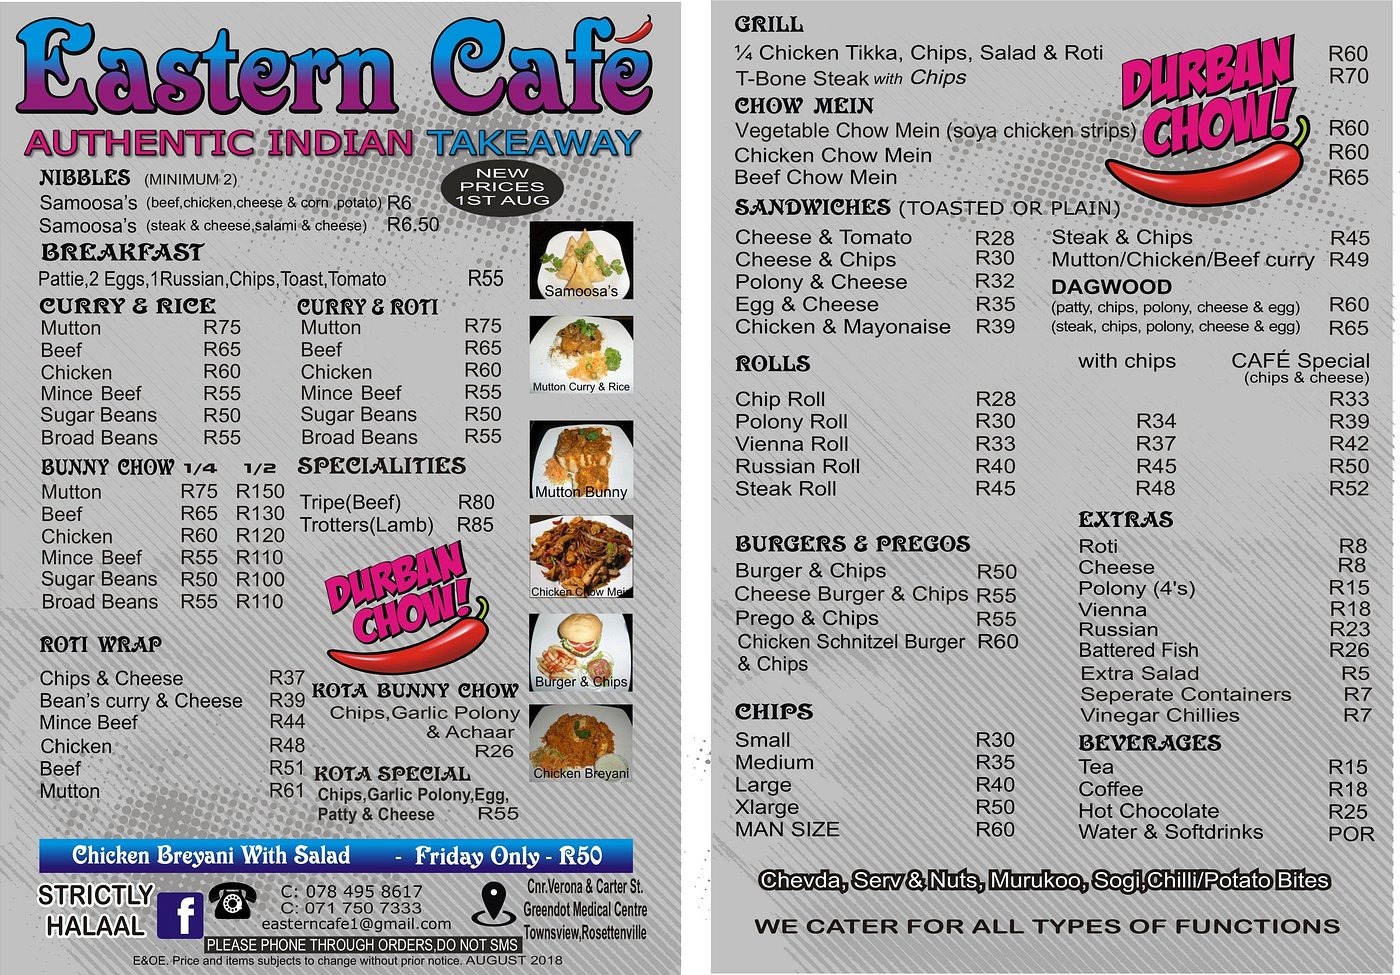 Eastern Café
AUTHENTIC INDIAN TAKEAWAY
NEW
PRICES
1ST AUG
NIBBLES (MINIMUM 2)
Samoosa's (beef,chicken,cheese & corn ,potato) R6
Samoosa's (steak & cheese,salami & cheese) R6.50
BREAKFAST
Pattie,2 Eggs,1Russian,Chips,Toast,Tomato R55
CURRY & RICE
Mutton R75
Beef R65
Chicken R60
Mince Beef R55
Sugar Beans R50
Broad Beans R55
CURRY & ROTI
Mutton R75
Beef R65
Chicken R60
Mince Beef R55
Sugar Beans R50
Broad Beans R55
BUNNY CHOW 1/4 1/2
Mutton R75 R150
Beef R65 R130
Chicken R60 R120
Mince Beef R55 R110
Sugar Beans R50 R100
Broad Beans R55 R110
SPECIALITIES
Tripe(Beef) R80
Trotters(Lamb) R85
DURBAN
CHOW!
ROTI WRAP
Chips & Cheese R37
Bean's curry & Cheese R39
Mince Beef R44
Chicken R48
Beef R51
Mutton R61
KOTA BUNNY CHOW
Chips,Garlic Polony
& Achaar
R26
KOTA SPECIAL
Chips,Garlic Polony,Egg,
Patty & Cheese R55
Samoosa's
Mutton Curry & Rice
Mutton Bunny
Chicken Chow Mein
Burger & Chips
Chicken Breyani
Chicken Breyani With Salad - Friday Only - R50
STRICTLY
HALAAL
f
C: 078 495 8617
C: 071 750 7333
easterncafe1@gmail.com
PLEASE PHONE THROUGH ORDERS,DO NOT SMS
Cnr.Verona & Carter St.
Greendot Medical Centre
Townsview,Rosettenville
E&OE. Price and items subjects to change without prior notice. AUGUST 2018
GRILL
¼ Chicken Tikka, Chips, Salad & Roti R60
T-Bone Steak with Chips R70
CHOW MEIN
Vegetable Chow Mein (soya chicken strips) R60
Chicken Chow Mein R60
Beef Chow Mein R65
DURBAN
CHOW!
SANDWICHES (TOASTED OR PLAIN)
Cheese & Tomato R28
Cheese & Chips R30
Polony & Cheese R32
Egg & Cheese R35
Chicken & Mayonaise R39
Steak & Chips R45
Mutton/Chicken/Beef curry R49
DAGWOOD
(patty, chips, polony, cheese & egg) R60
(steak, chips, polony, cheese & egg) R65
ROLLS with chips CAFÉ Special
(chips & cheese)
Chip Roll R28 R33
Polony Roll R30 R34 R39
Vienna Roll R33 R37 R42
Russian Roll R40 R45 R50
Steak Roll R45 R48 R52
BURGERS & PREGOS
Burger & Chips R50
Cheese Burger & Chips R55
Prego & Chips R55
Chicken Schnitzel Burger R60
& Chips
CHIPS
Small R30
Medium R35
Large R40
Xlarge R50
MAN SIZE R60
EXTRAS
Roti R8
Cheese R8
Polony (4's) R15
Vienna R18
Russian R23
Battered Fish R26
Extra Salad R5
Seperate Containers R7
Vinegar Chillies R7
BEVERAGES
Tea R15
Coffee R18
Hot Chocolate R25
Water & Softdrinks POR
Chevda, Serv & Nuts, Murukoo, Sogi,Chilli/Potato Bites
WE CATER FOR ALL TYPES OF FUNCTIONS